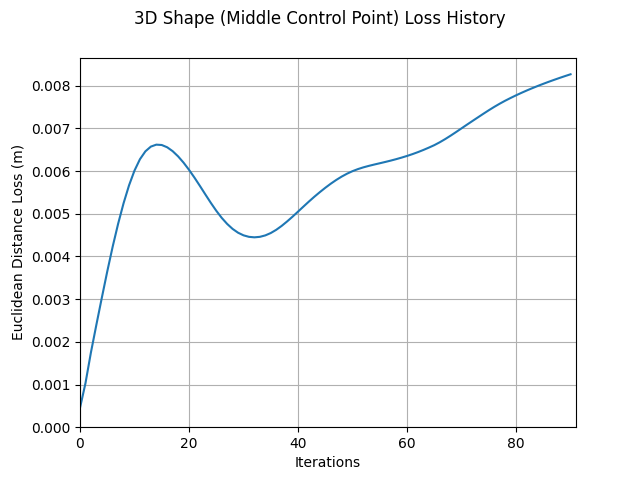 3D Shape (Middle Control Point) Loss History
Euclidean Distance Loss (m)
0.008
0.007
0.006
0.005
0.004
0.003
0.002
0.001
0.000
0 20 40 60 80
Iterations